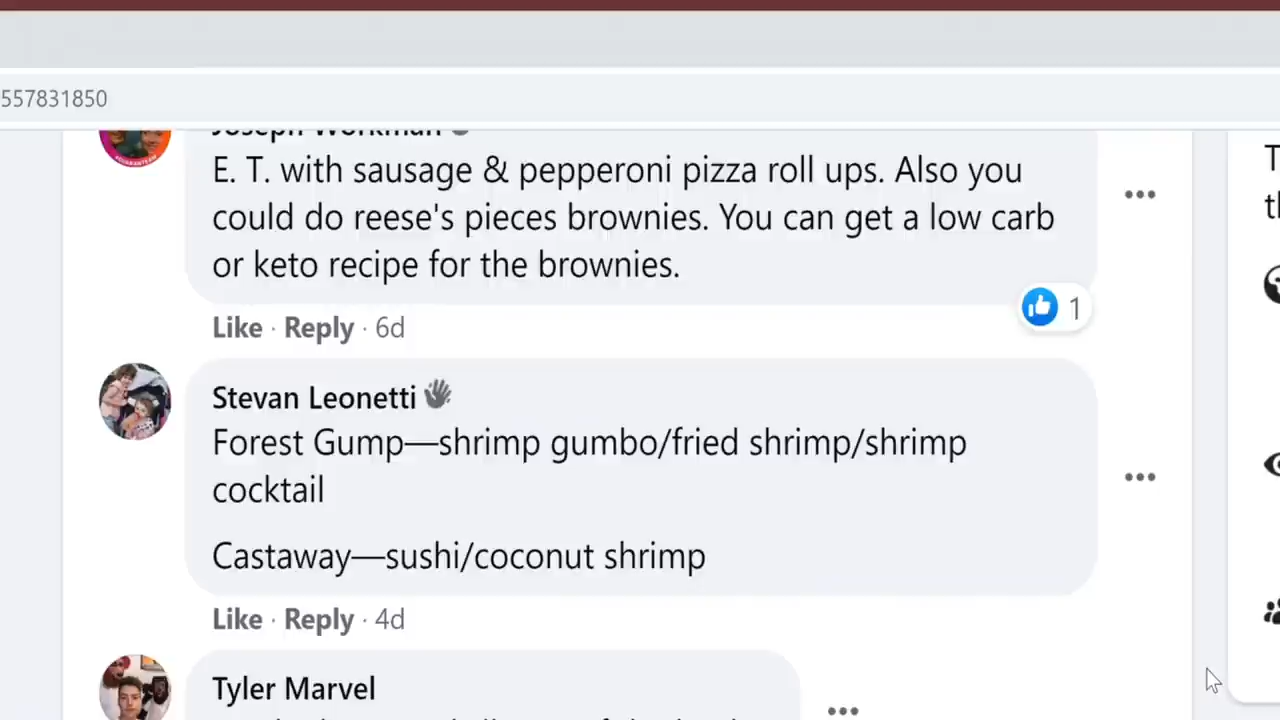 557831850
Joseph Workman
E. T. with sausage & pepperoni pizza roll ups. Also you
could do reese's pieces brownies. You can get a low carb
or keto recipe for the brownies.
1
Like · Reply · 6d
Stevan Leonetti
Forest Gump—shrimp gumbo/fried shrimp/shrimp
cocktail
Castaway—sushi/coconut shrimp
Like · Reply · 4d
Tyler Marvel